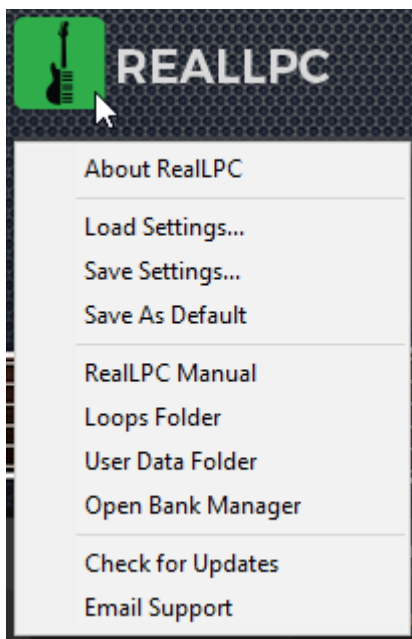 REALLPC
About RealLPC
Load Settings...
Save Settings...
Save As Default
RealLPC Manual
Loops Folder
User Data Folder
Open Bank Manager
Check for Updates
Email Support